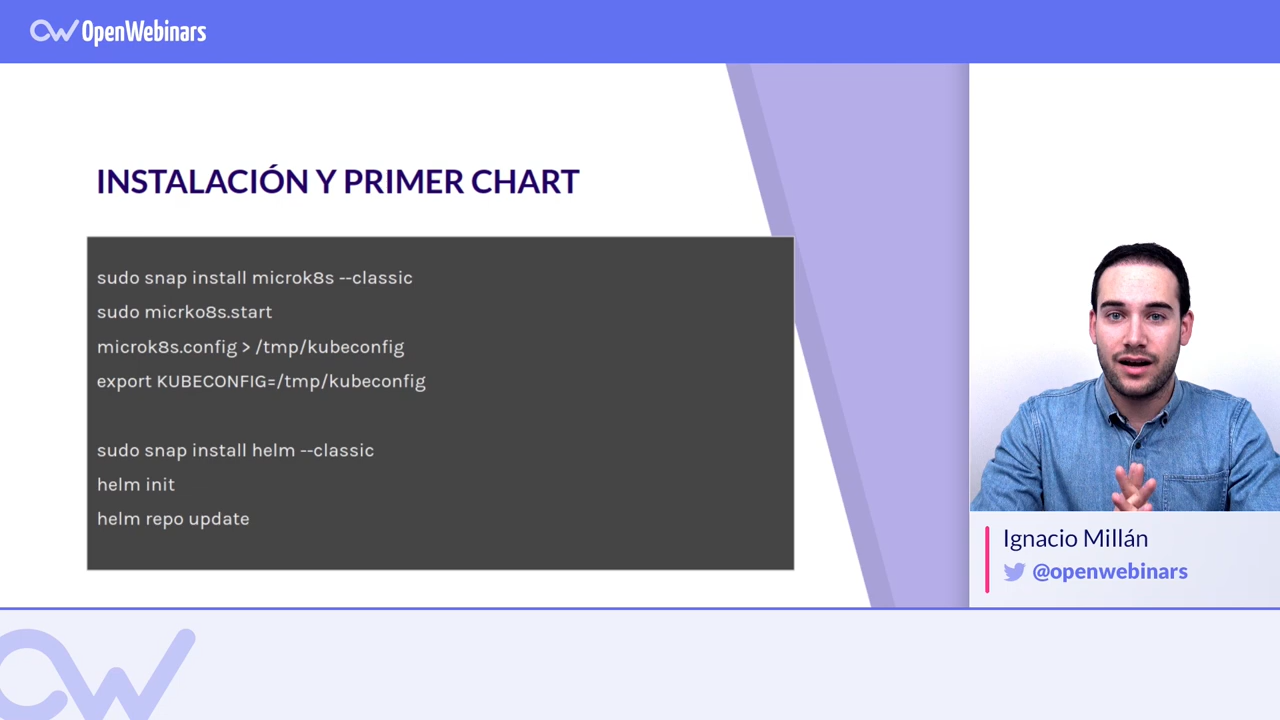 OpenWebinars
INSTALACIÓN Y PRIMER CHART
sudo snap install microk8s --classic
sudo micrko8s.start
microk8s.config > /tmp/kubeconfig
export KUBECONFIG=/tmp/kubeconfig
sudo snap install helm --classic
helm init
helm repo update
Ignacio Millán
@openwebinars